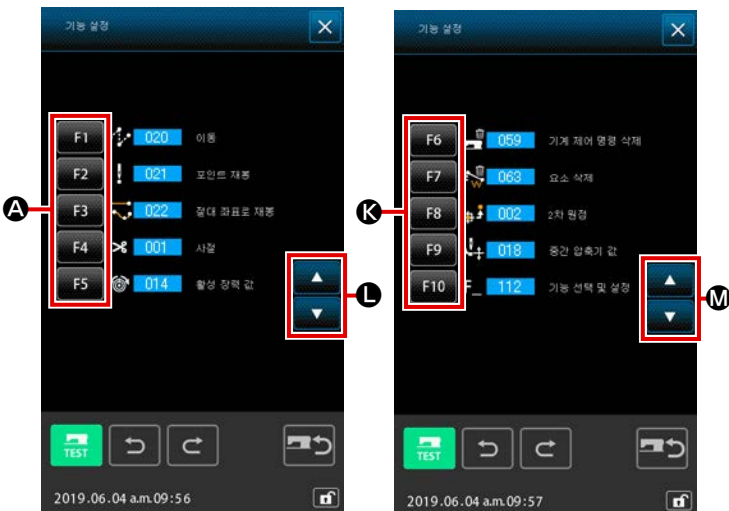 기능 설정
F1 020 이동
F2 021 포인트 재봉
F3 022 절대 좌표로 재봉
F4 001 사절
F5 014 활성 장력 값
A
L
TEST
2019.06.04 a.m.09:56
기능 설정
F6 059 기계 제어 명령 삭제
F7 063 요소 삭제
F8 002 2차 원점
F9 018 중간 압축기 값
F10 F_ 112 기능 선택 및 설정
K
M
TEST
2019.06.04 a.m.09:57